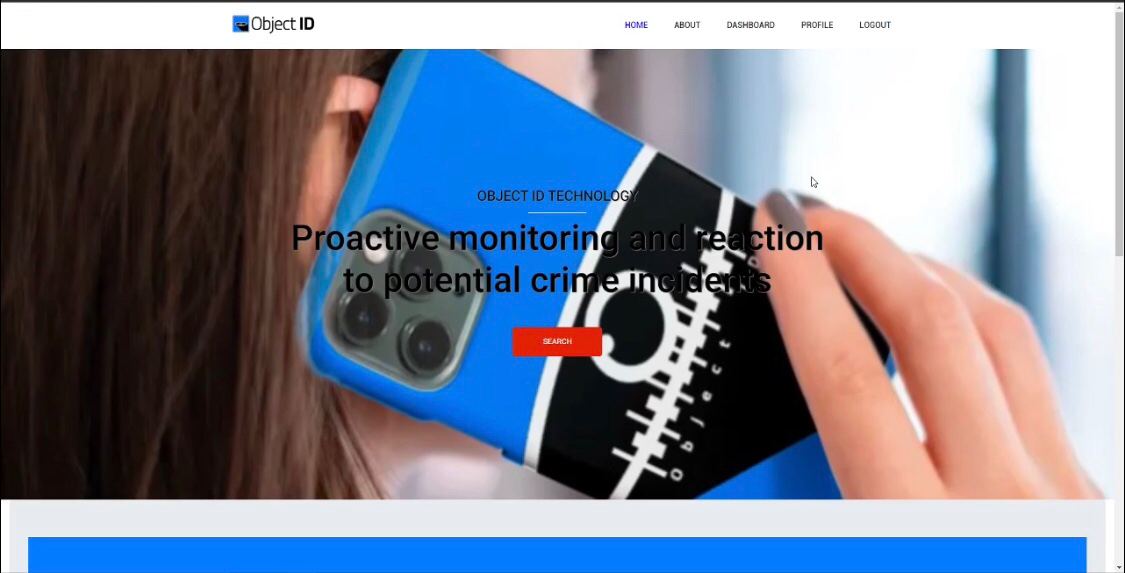 Object ID
HOME ABOUT DASHBOARD PROFILE LOGOUT
OBJECT ID TECHNOLOGY
Proactive monitoring and reaction
to potential crime incidents
SEARCH
Object